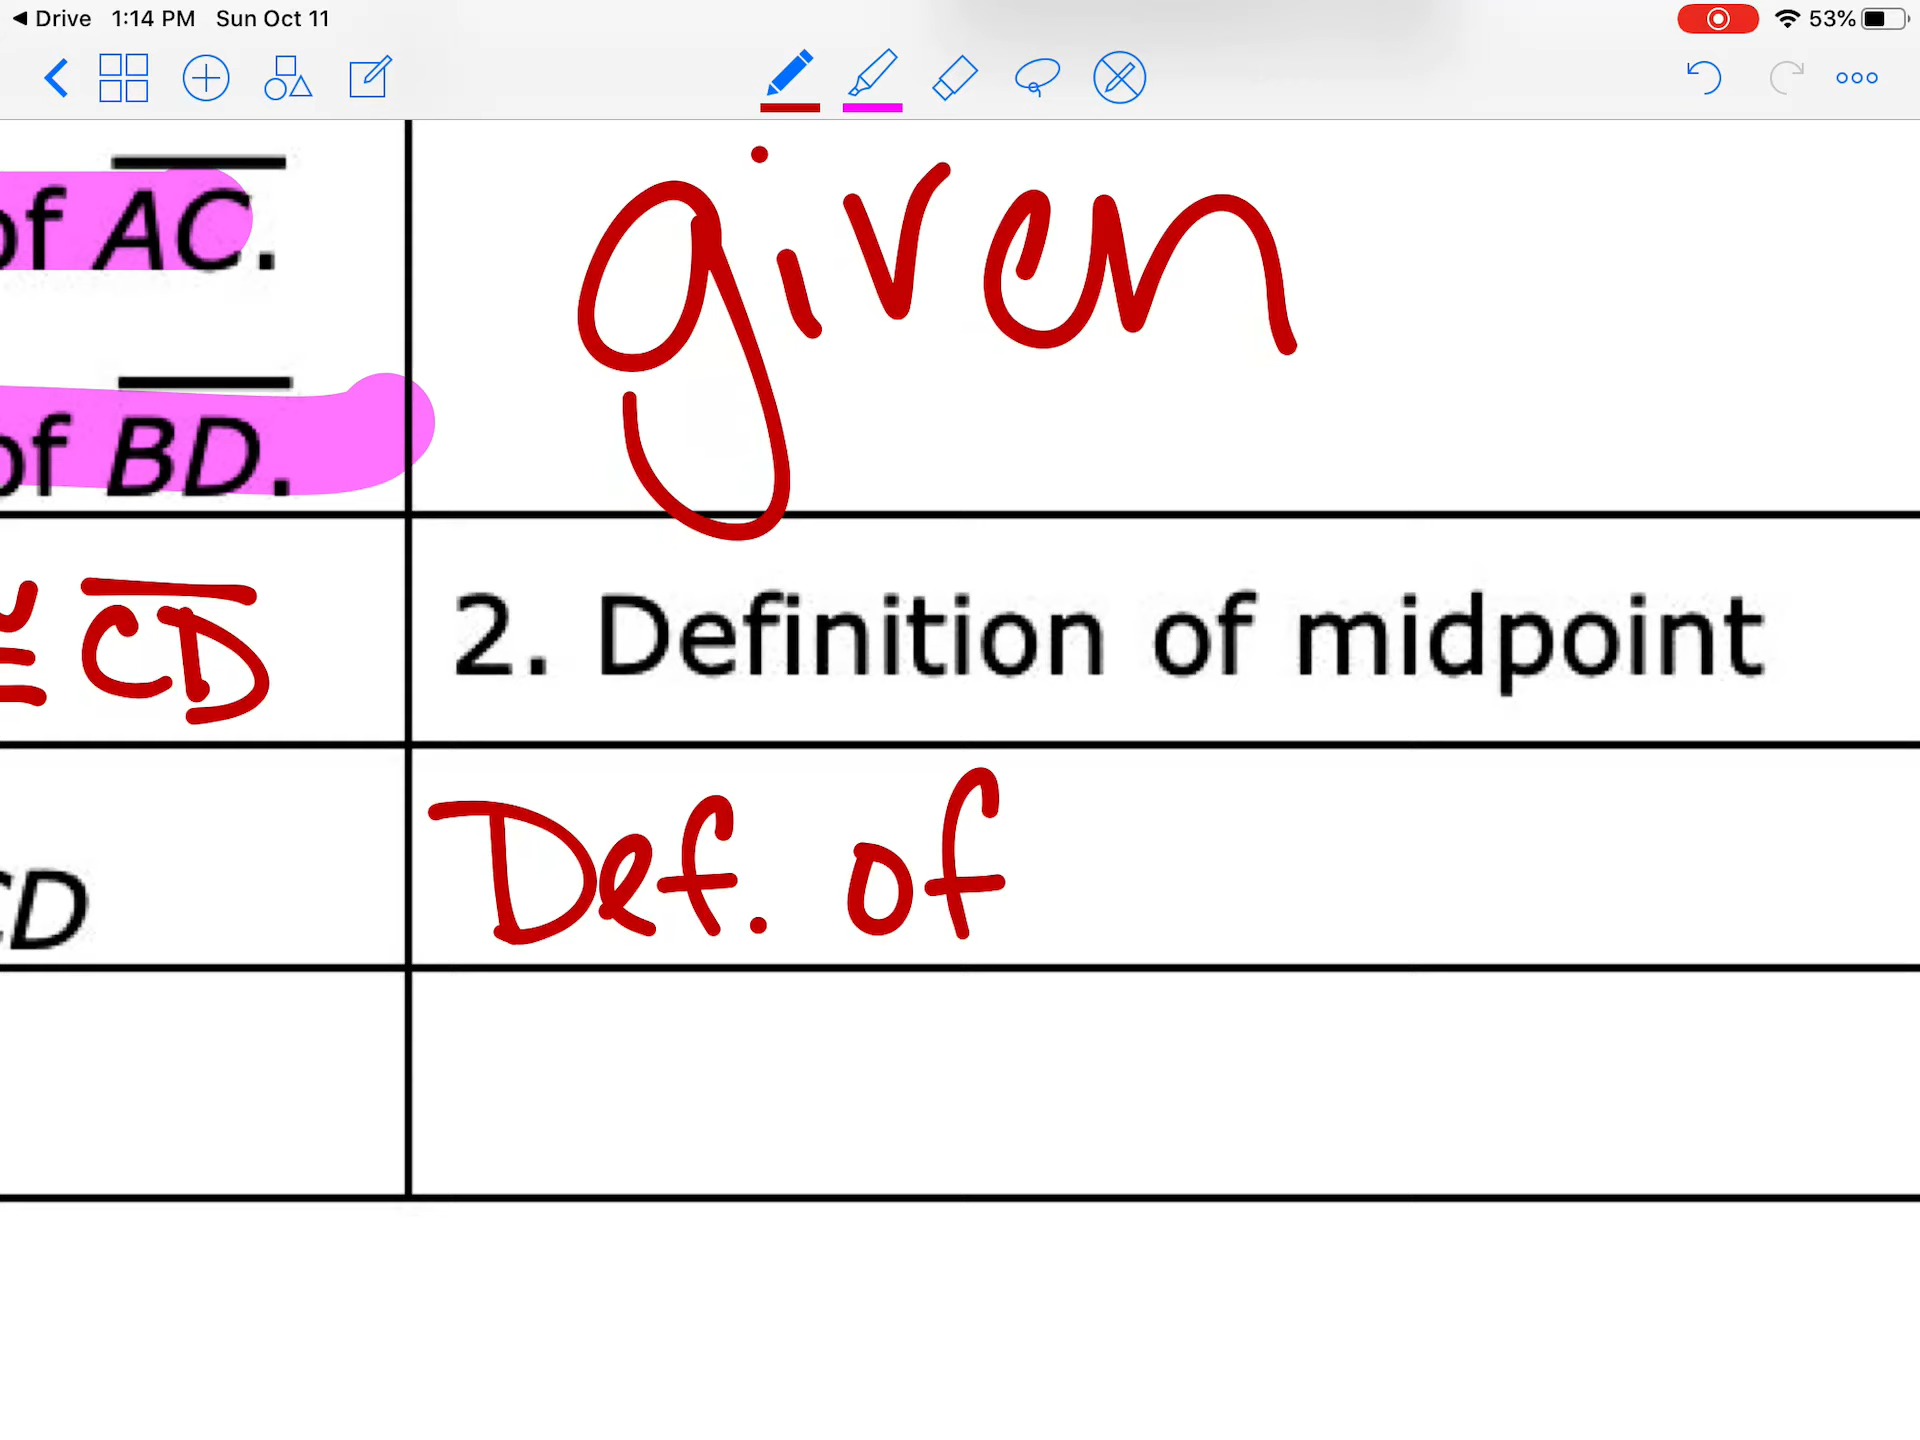 Drive 1:14 PM Sun Oct 11 53%
of AC.
given
of BD.
≅ CD
2. Definition of midpoint
CD
Def. of